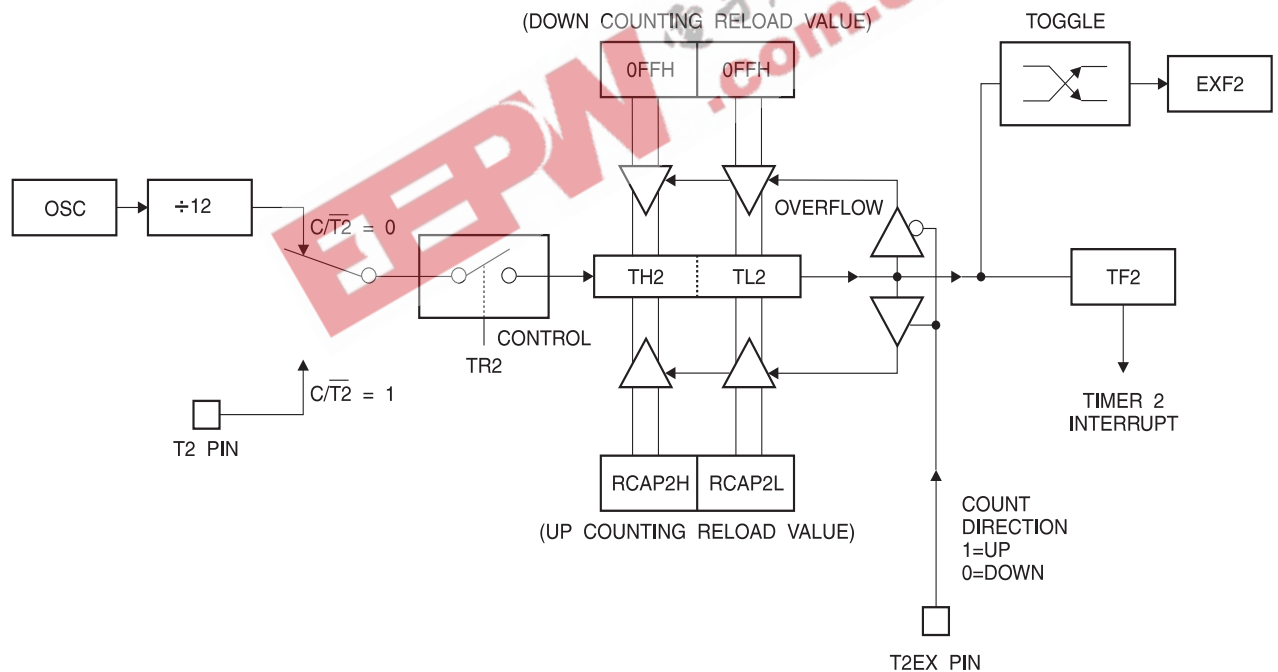 (DOWN COUNTING RELOAD VALUE)
TOGGLE
0FFH
0FFH
EXF2
OSC
÷12
C/T2̅ = 0
OVERFLOW
TH2
TL2
TF2
CONTROL
TR2
C/T2̅ = 1
T2 PIN
TIMER 2
INTERRUPT
RCAP2H
RCAP2L
(UP COUNTING RELOAD VALUE)
COUNT
DIRECTION
1=UP
0=DOWN
T2EX PIN
EEPW
.com.